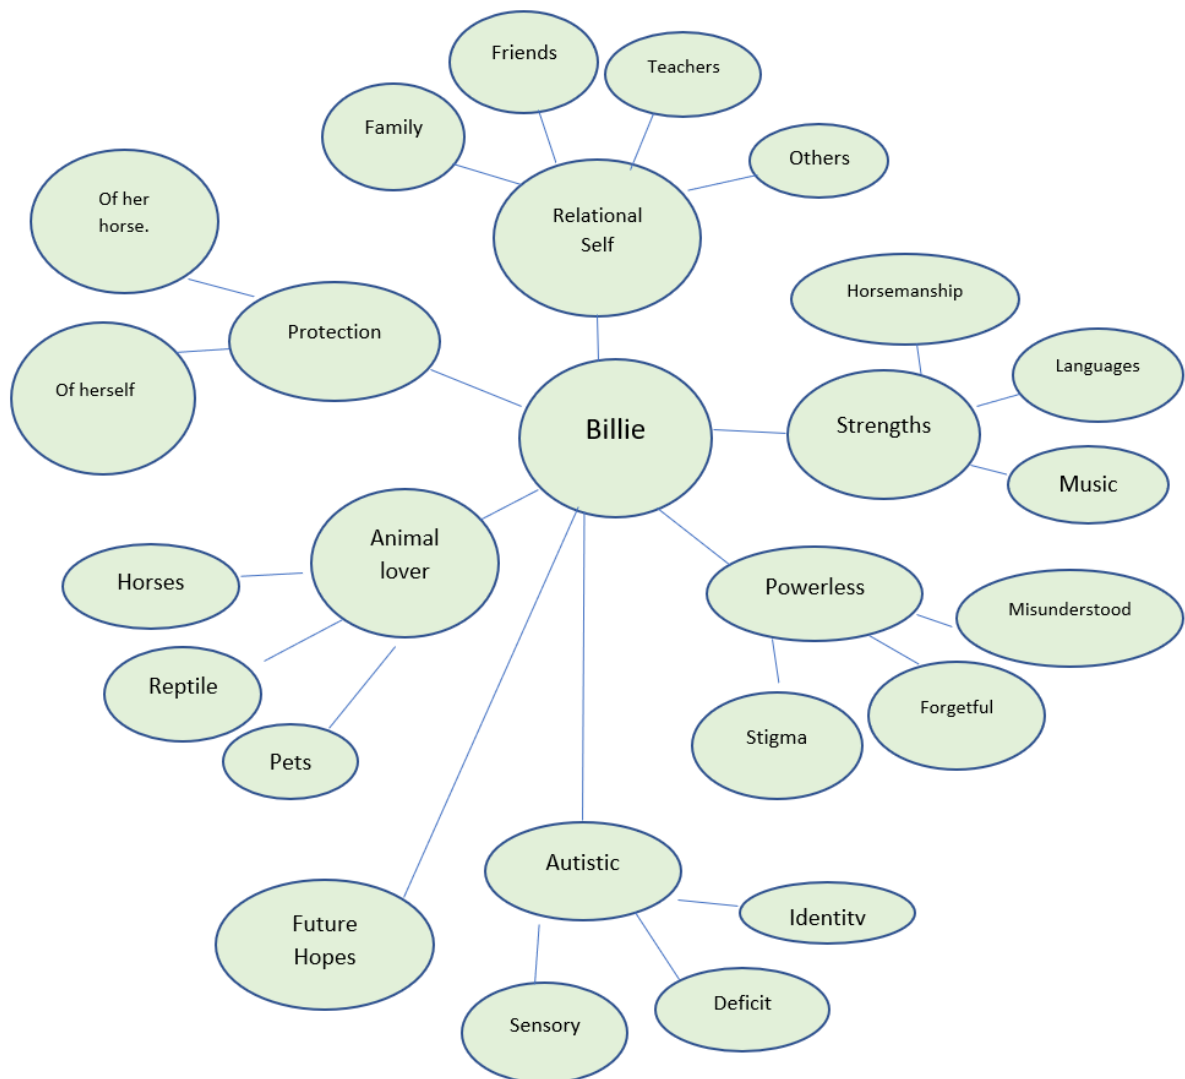 Friends
Teachers
Family
Others
Of her
horse.
Relational
Self
Horsemanship
Protection
Languages
Of herself
Billie
Strengths
Music
Animal
lover
Horses
Powerless
Misunderstood
Reptile
Forgetful
Stigma
Pets
Autistic
Future
Hopes
Identity
Deficit
Sensory